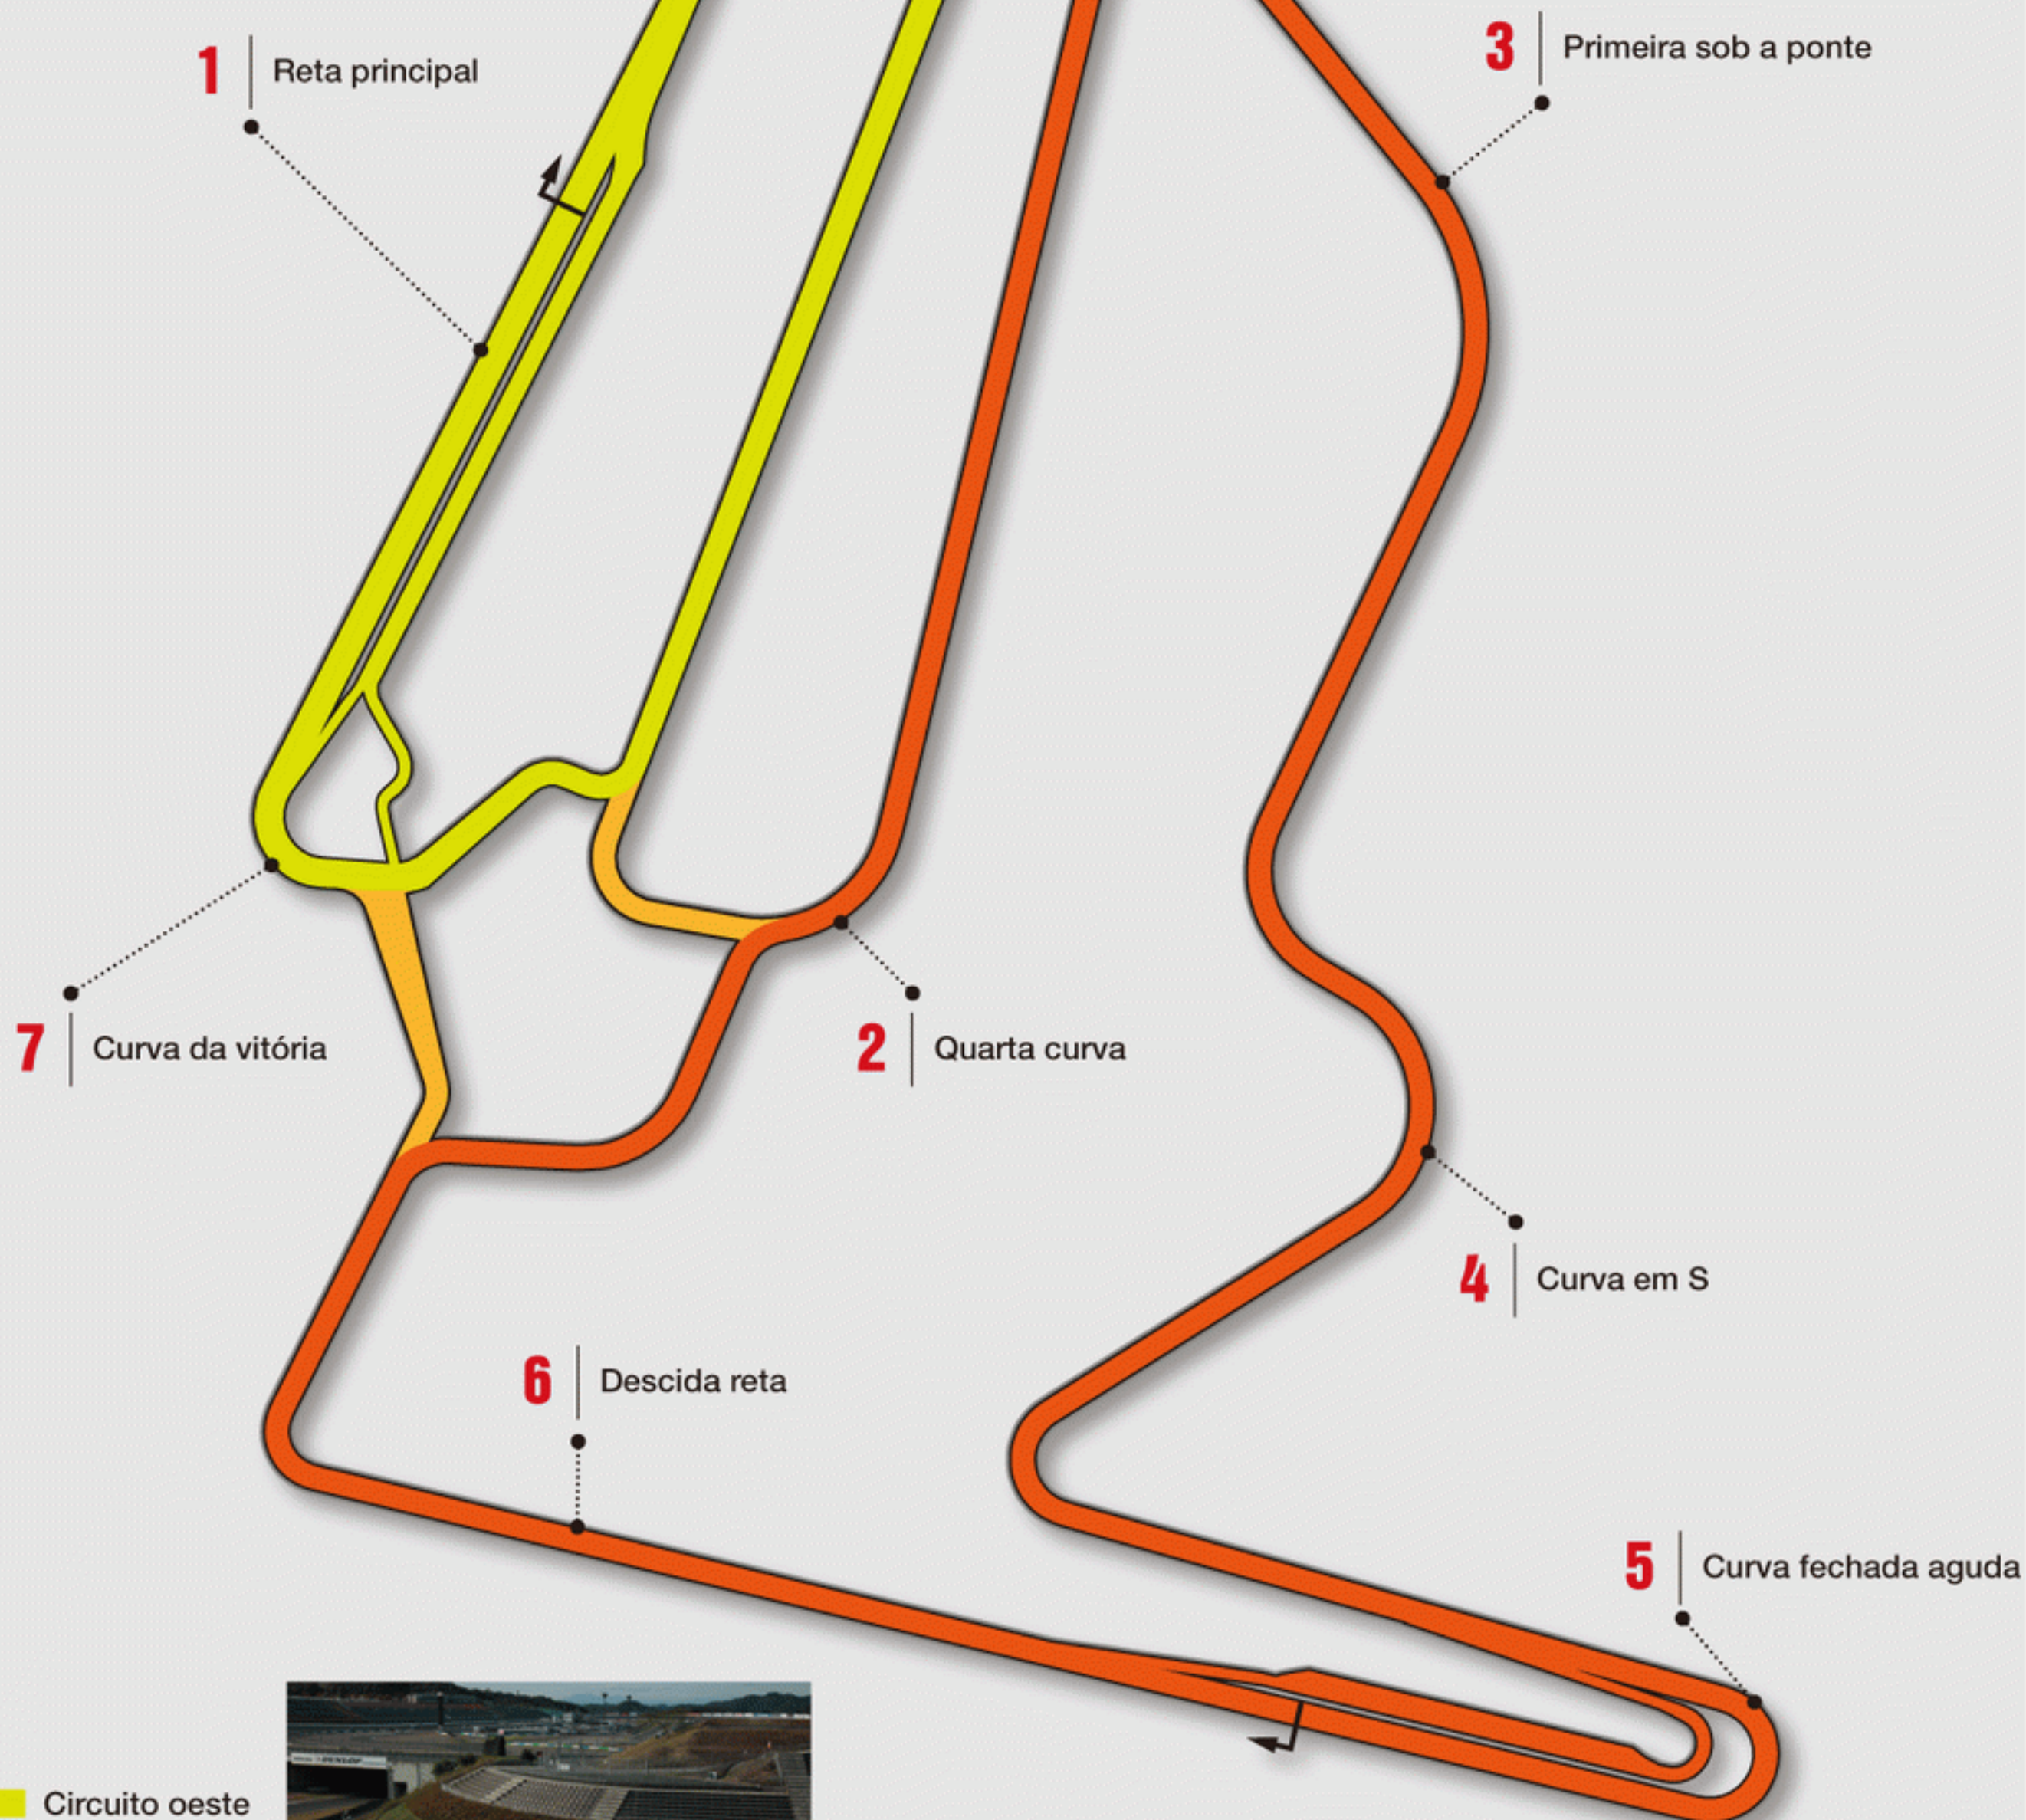 1 Reta principal
3 Primeira sob a ponte
7 Curva da vitória
2 Quarta curva
4 Curva em S
6 Descida reta
5 Curva fechada aguda
DUNLOP
Circuito oeste